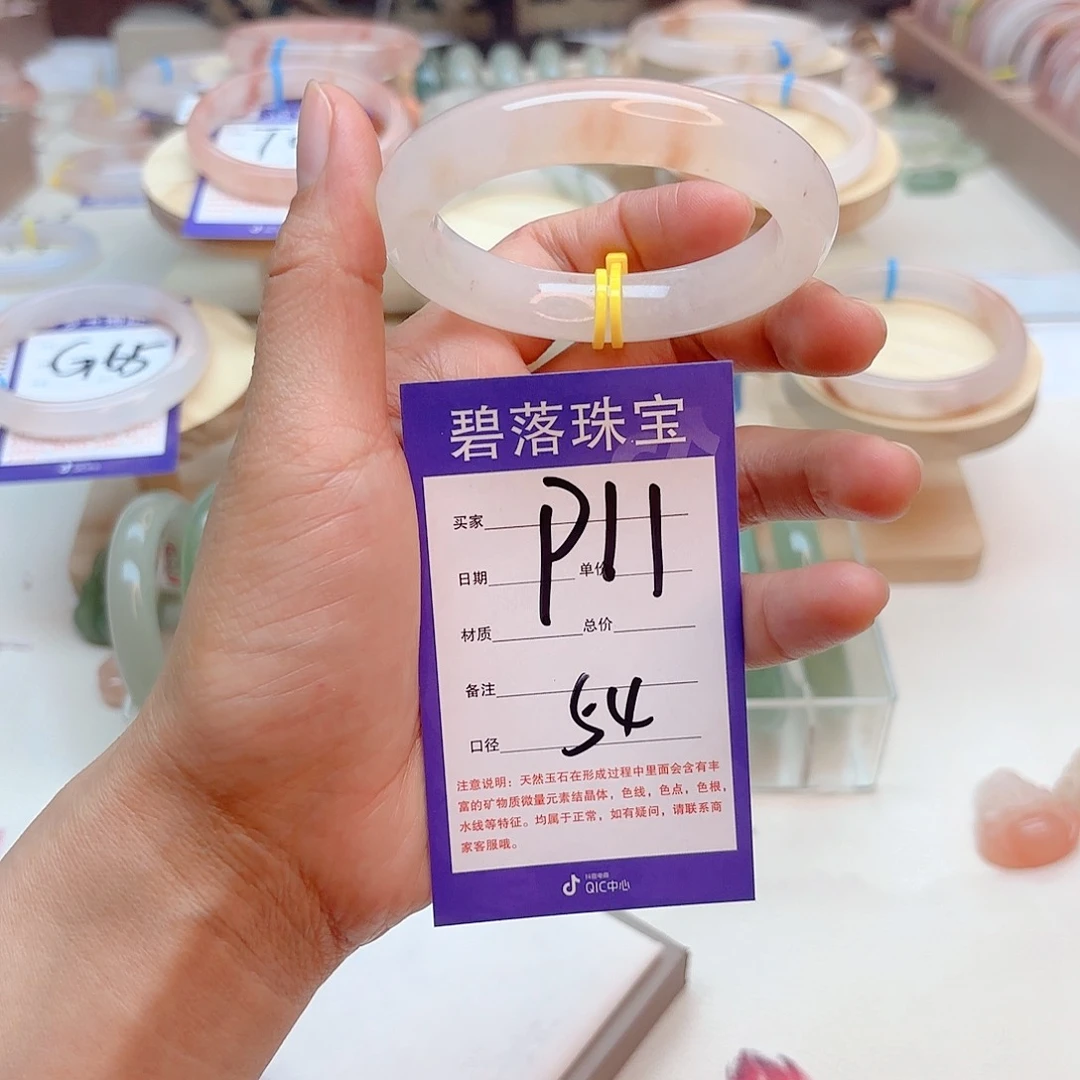 碧落珠宝
买家
P11
日期 单价
材质 总价
备注
54
口径
注意说明：天然玉石在形成过程中里面会含有丰
富的矿物质微量元素结晶体，色线，色点，色根，
水线等特征。均属于正常，如有疑问，请联系商
家客服哦。
抖音电商
QIC中心
G65